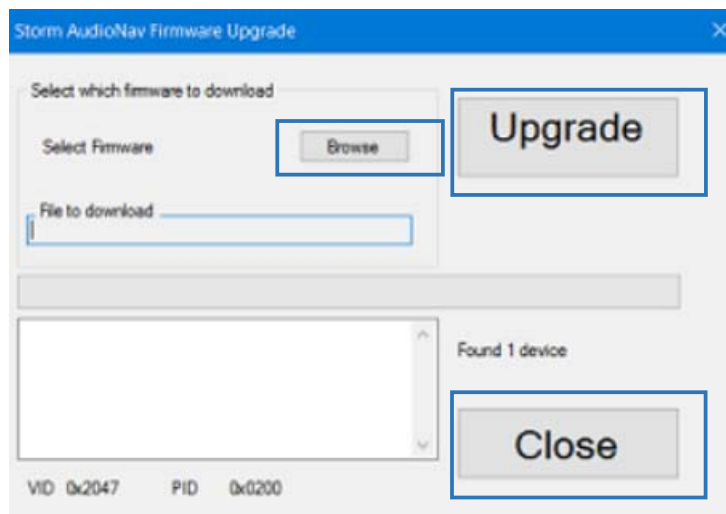 Storm AudioNav Firmware Upgrade
Select which firmware to download
Select Firmware
Browse
Upgrade
File to download
Found 1 device
Close
VID 0x2047 PID 0x0200